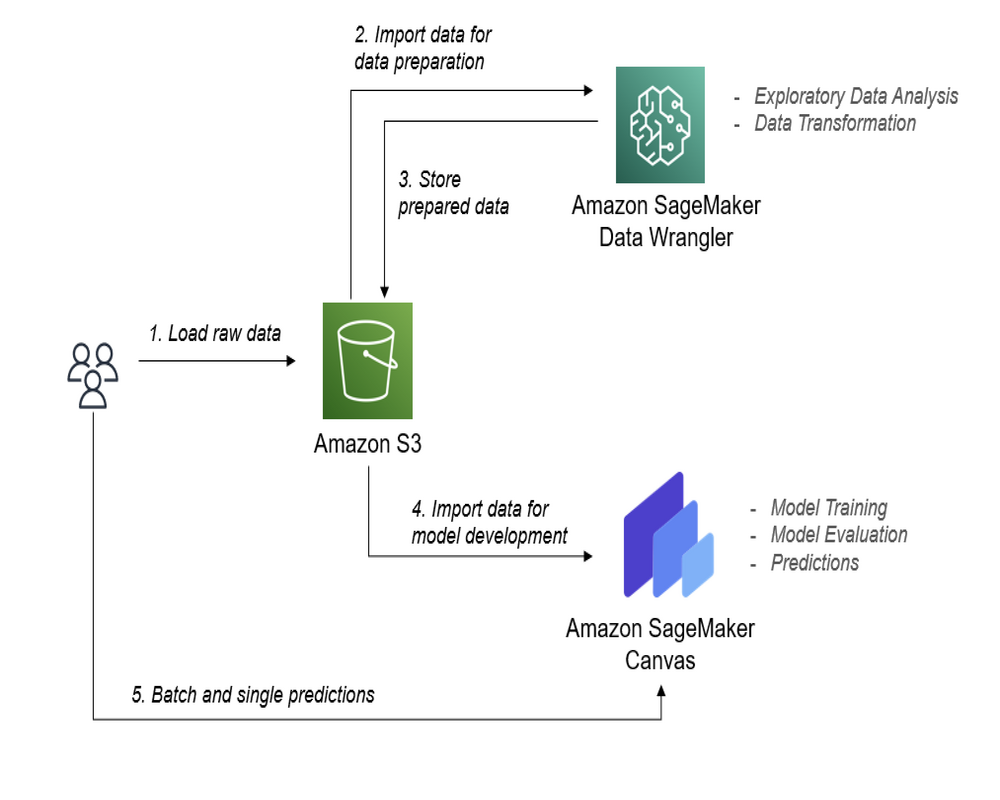 2. Import data for
data preparation
- Exploratory Data Analysis
- Data Transformation
3. Store
prepared data
Amazon SageMaker
Data Wrangler
1. Load raw data
Amazon S3
4. Import data for
model development
- Model Training
- Model Evaluation
- Predictions
Amazon SageMaker
Canvas
5. Batch and single predictions